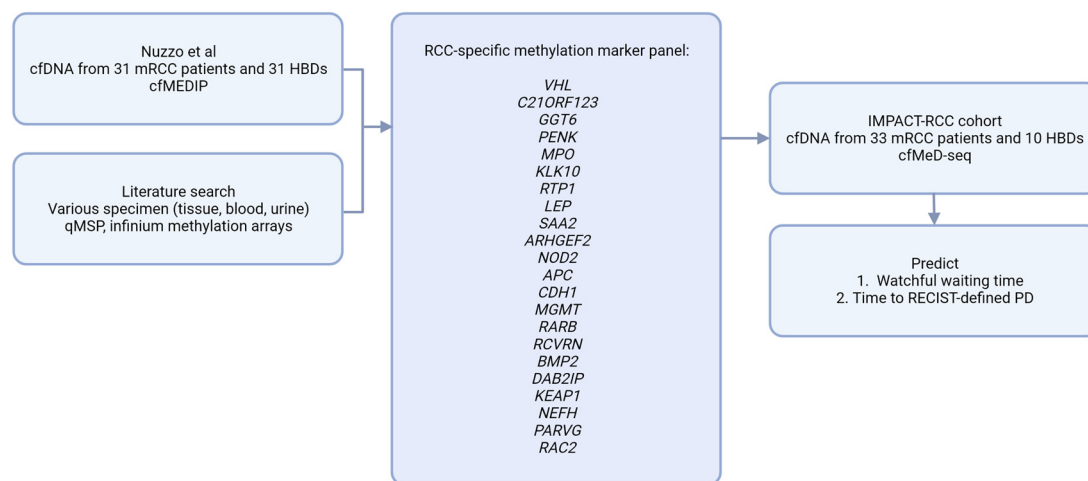 Nuzzo et al
cfDNA from 31 mRCC patients and 31 HBDs
cfMEDIP
Literature search
Various specimen (tissue, blood, urine)
qMSP, infinium methylation arrays
RCC-specific methylation marker panel:
VHL
C21ORF123
GGT6
PENK
MPO
KLK10
RTP1
LEP
SAA2
ARHGEF2
NOD2
APC
CDH1
MGMT
RARB
RCVRN
BMP2
DAB2IP
KEAP1
NEFH
PARVG
RAC2
IMPACT-RCC cohort
cfDNA from 33 mRCC patients and 10 HBDs
cfMeD-seq
Predict
1. Watchful waiting time
2. Time to RECIST-defined PD